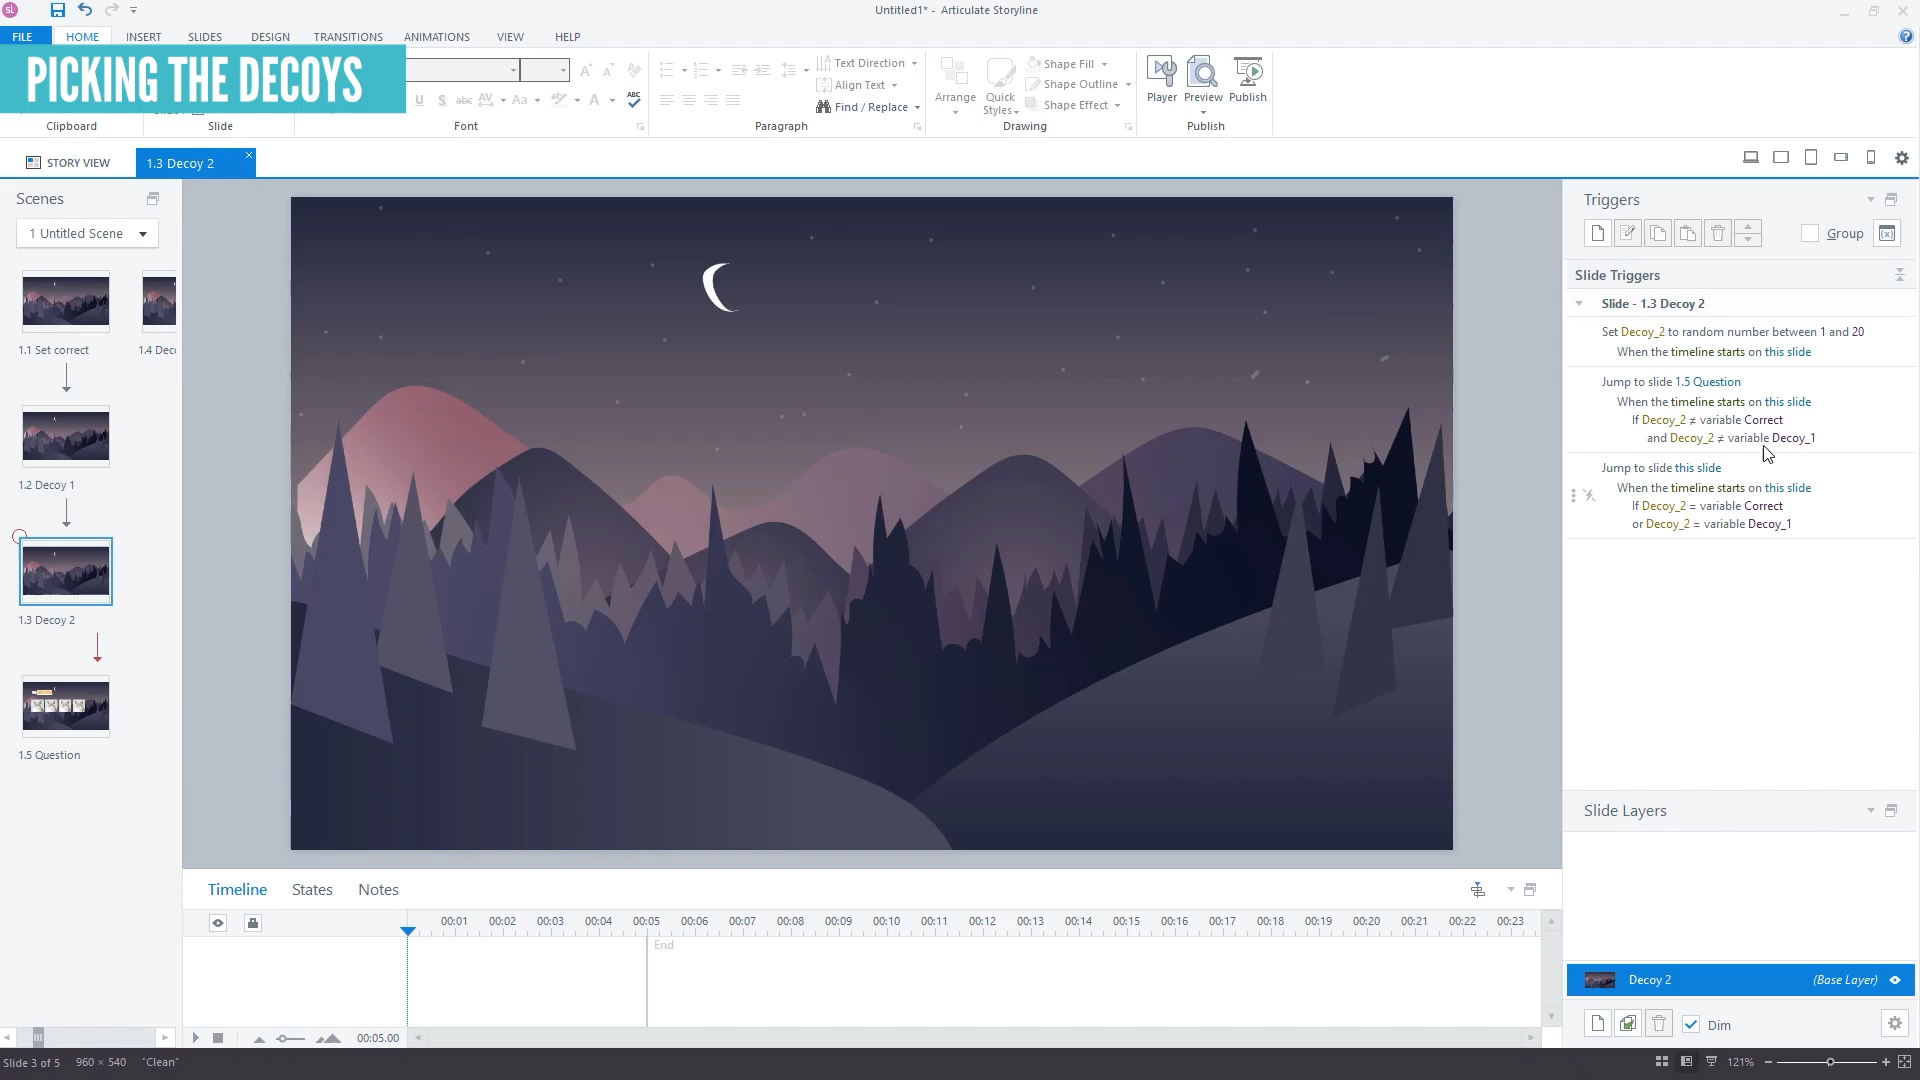 sL
Untitled1* - Articulate Storyline
FILE HOME INSERT SLIDES DESIGN TRANSITIONS ANIMATIONS VIEW HELP
PICKING THE DECOYS
U S abc AV Aa A ABC
Text Direction
Align Text
Find / Replace
Arrange
Quick Styles
Shape Fill
Shape Outline
Shape Effect
Player
Preview
Publish
Clipboard Slide Font Paragraph Drawing Publish
STORY VIEW
1.3 Decoy 2
Scenes
1 Untitled Scene
1.1 Set correct
1.4 Dec
1.2 Decoy 1
1.3 Decoy 2
1.5 Question
Triggers
Group
Slide Triggers
Slide - 1.3 Decoy 2
Set Decoy_2 to random number between 1 and 20
When the timeline starts on this slide
Jump to slide 1.5 Question
When the timeline starts on this slide
If Decoy_2 ≠ variable Correct
and Decoy_2 ≠ variable Decoy_1
Jump to slide this slide
When the timeline starts on this slide
If Decoy_2 = variable Correct
or Decoy_2 = variable Decoy_1
Slide Layers
Decoy 2 (Base Layer)
Dim
Timeline States Notes
00:01 00:02 00:03 00:04 00:05 00:06 00:07 00:08 00:09 00:10 00:11 00:12 00:13 00:14 00:15 00:16 00:17 00:18 00:19 00:20 00:21 00:22 00:23
End
00:05.00
Slide 3 of 5 960 × 540 "Clean"
121%